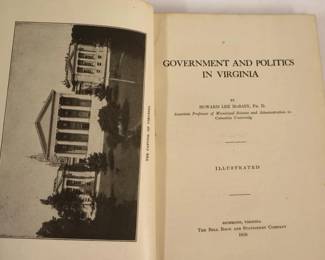 THE CAPITOL OF VIRGINIA
GOVERNMENT AND POLITICS
IN VIRGINIA
BY
HOWARD LEE McBAIN, PH. D.
Associate Professor of Municipal Science and Administration in
Columbia University
ILLUSTRATED
RICHMOND, VIRGINIA
THE BELL BOOK AND STATIONERY COMPANY